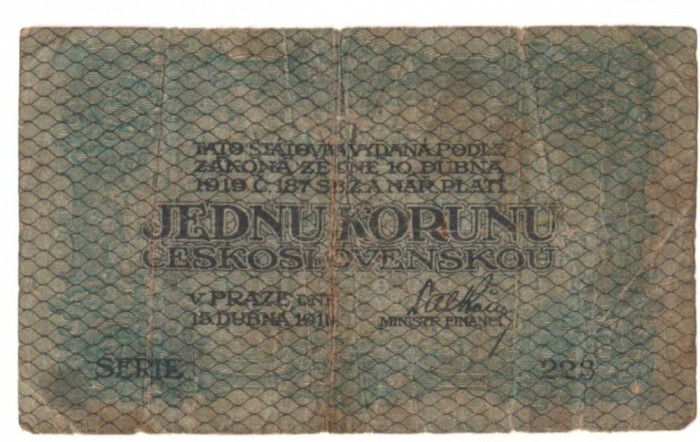 TATO STÁTOVKA VYDANÁ PODLE
ZÁKONA ZE DNE 10. DUBNA
1919 Č. 187 SB. Z. A NAŘ. PLATÍ
JEDNU KORUNU
ČESKOSLOVENSKOU
V PRAZE DNE
15. DUBNA 1919.
MINISTR FINANCÍ
SERIE 223